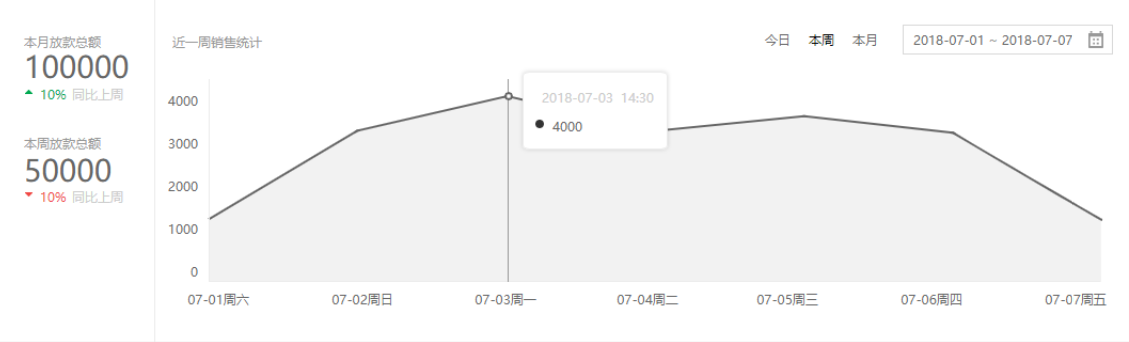 本月放款总额
100000
10% 同比上周
本周放款总额
50000
10% 同比上周
近一周销售统计
今日 本周 本月 2018-07-01 ~ 2018-07-07
2018-07-03 14:30
4000
4000
3000
2000
1000
0
07-01周六 07-02周日 07-03周一 07-04周二 07-05周三 07-06周四 07-07周五